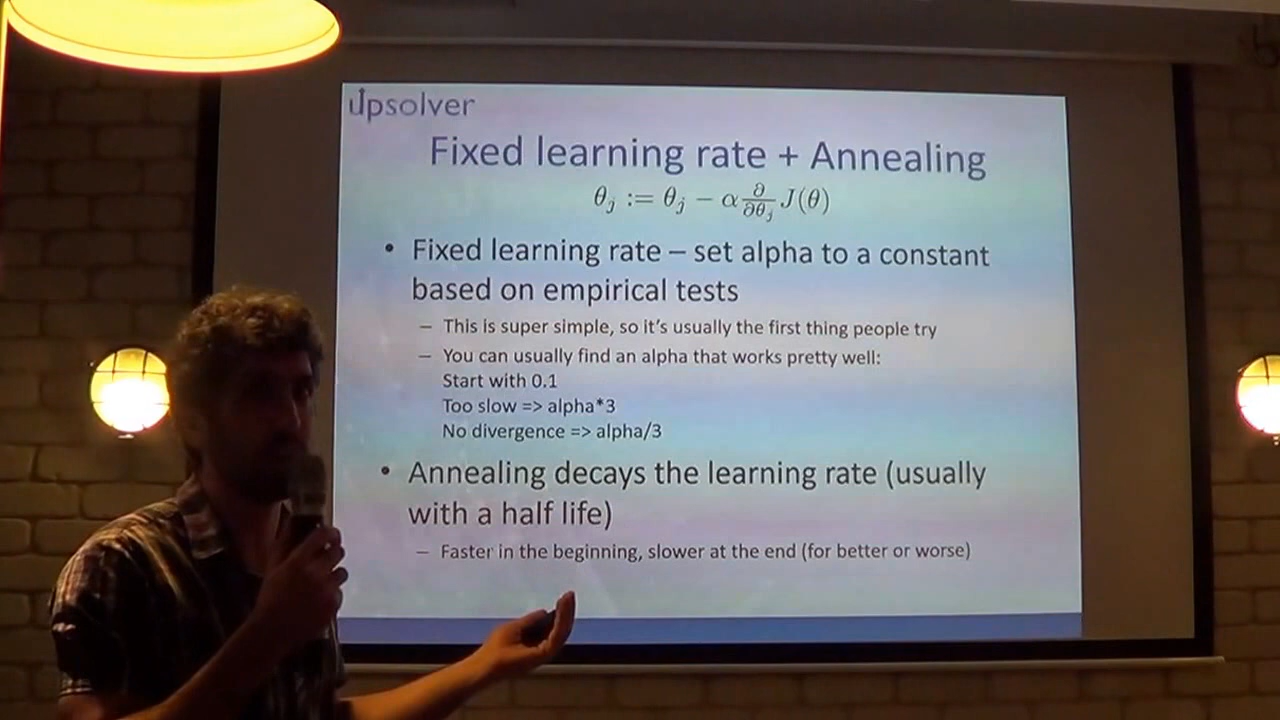 upsolver
Fixed learning rate + Annealing
θ_j := θ_j − α ∂/∂θ_j J(θ)
• Fixed learning rate – set alpha to a constant
based on empirical tests
– This is super simple, so it's usually the first thing people try
– You can usually find an alpha that works pretty well:
Start with 0.1
Too slow => alpha*3
No divergence => alpha/3
• Annealing decays the learning rate (usually
with a half life)
– Faster in the beginning, slower at the end (for better or worse)